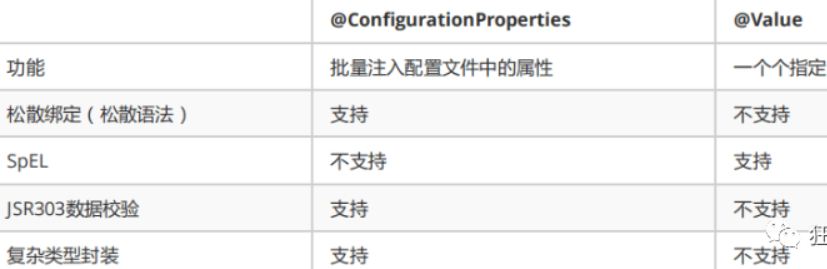 @ConfigurationProperties @Value
功能 批量注入配置文件中的属性 一个个指定
松散绑定（松散语法） 支持 不支持
SpEL 不支持 支持
JSR303数据校验 支持 不支持
复杂类型封装 支持 不支持
狂